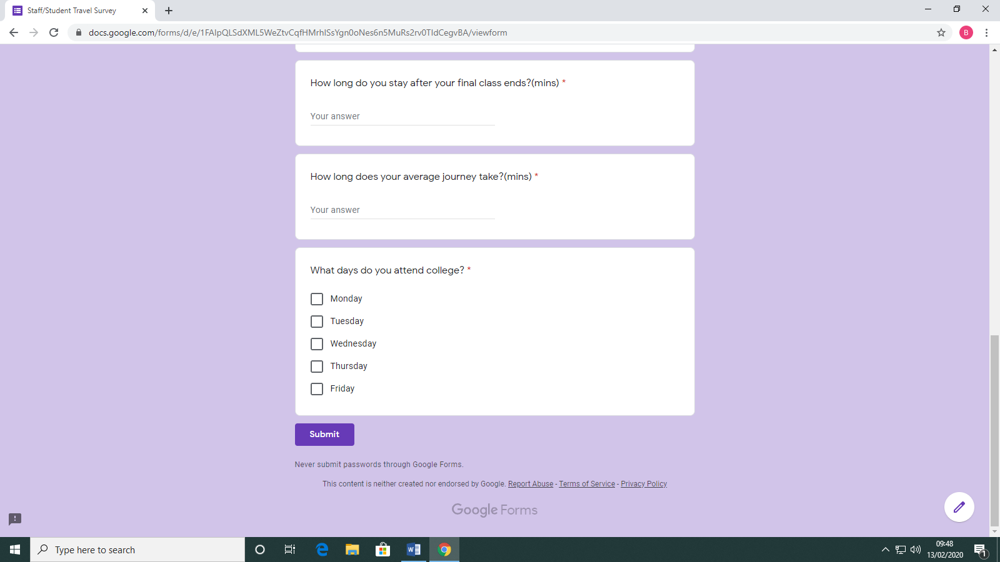 Staff/Student Travel Survey
docs.google.com/forms/d/e/1FAIpQLSdXML5WeZtvCqfHMrhISsYgn0oNes6n5MuRs2rv0TIdCegvBA/viewform
B
How long do you stay after your final class ends?(mins) *
Your answer
How long does your average journey take?(mins) *
Your answer
What days do you attend college? *
Monday
Tuesday
Wednesday
Thursday
Friday
Submit
Never submit passwords through Google Forms.
This content is neither created nor endorsed by Google. Report Abuse - Terms of Service - Privacy Policy
Google Forms
Type here to search
09:48
13/02/2020
1